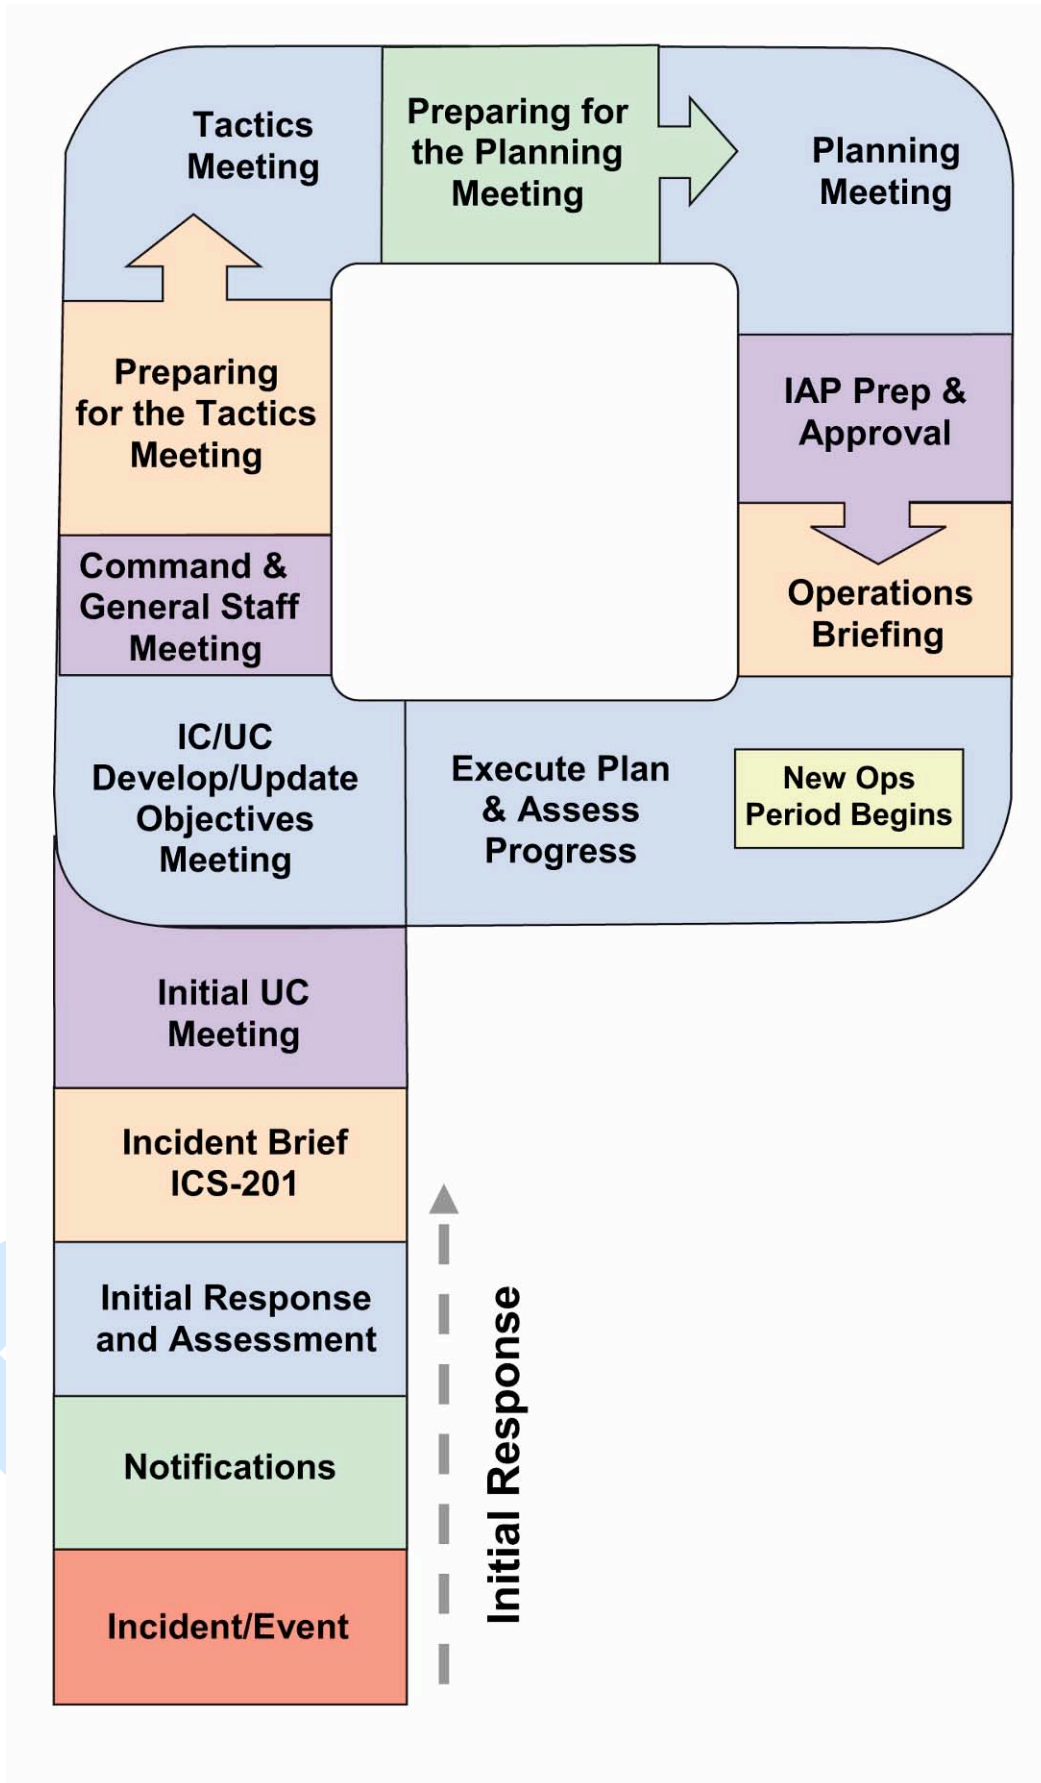 Tactics
Meeting
Preparing for
the Planning
Meeting
Planning
Meeting
Preparing
for the Tactics
Meeting
IAP Prep &
Approval
Command &
General Staff
Meeting
Operations
Briefing
IC/UC
Develop/Update
Objectives
Meeting
Execute Plan
& Assess
Progress
New Ops
Period Begins
Initial UC
Meeting
Incident Brief
ICS-201
Initial Response
and Assessment
Notifications
Incident/Event
Initial Response